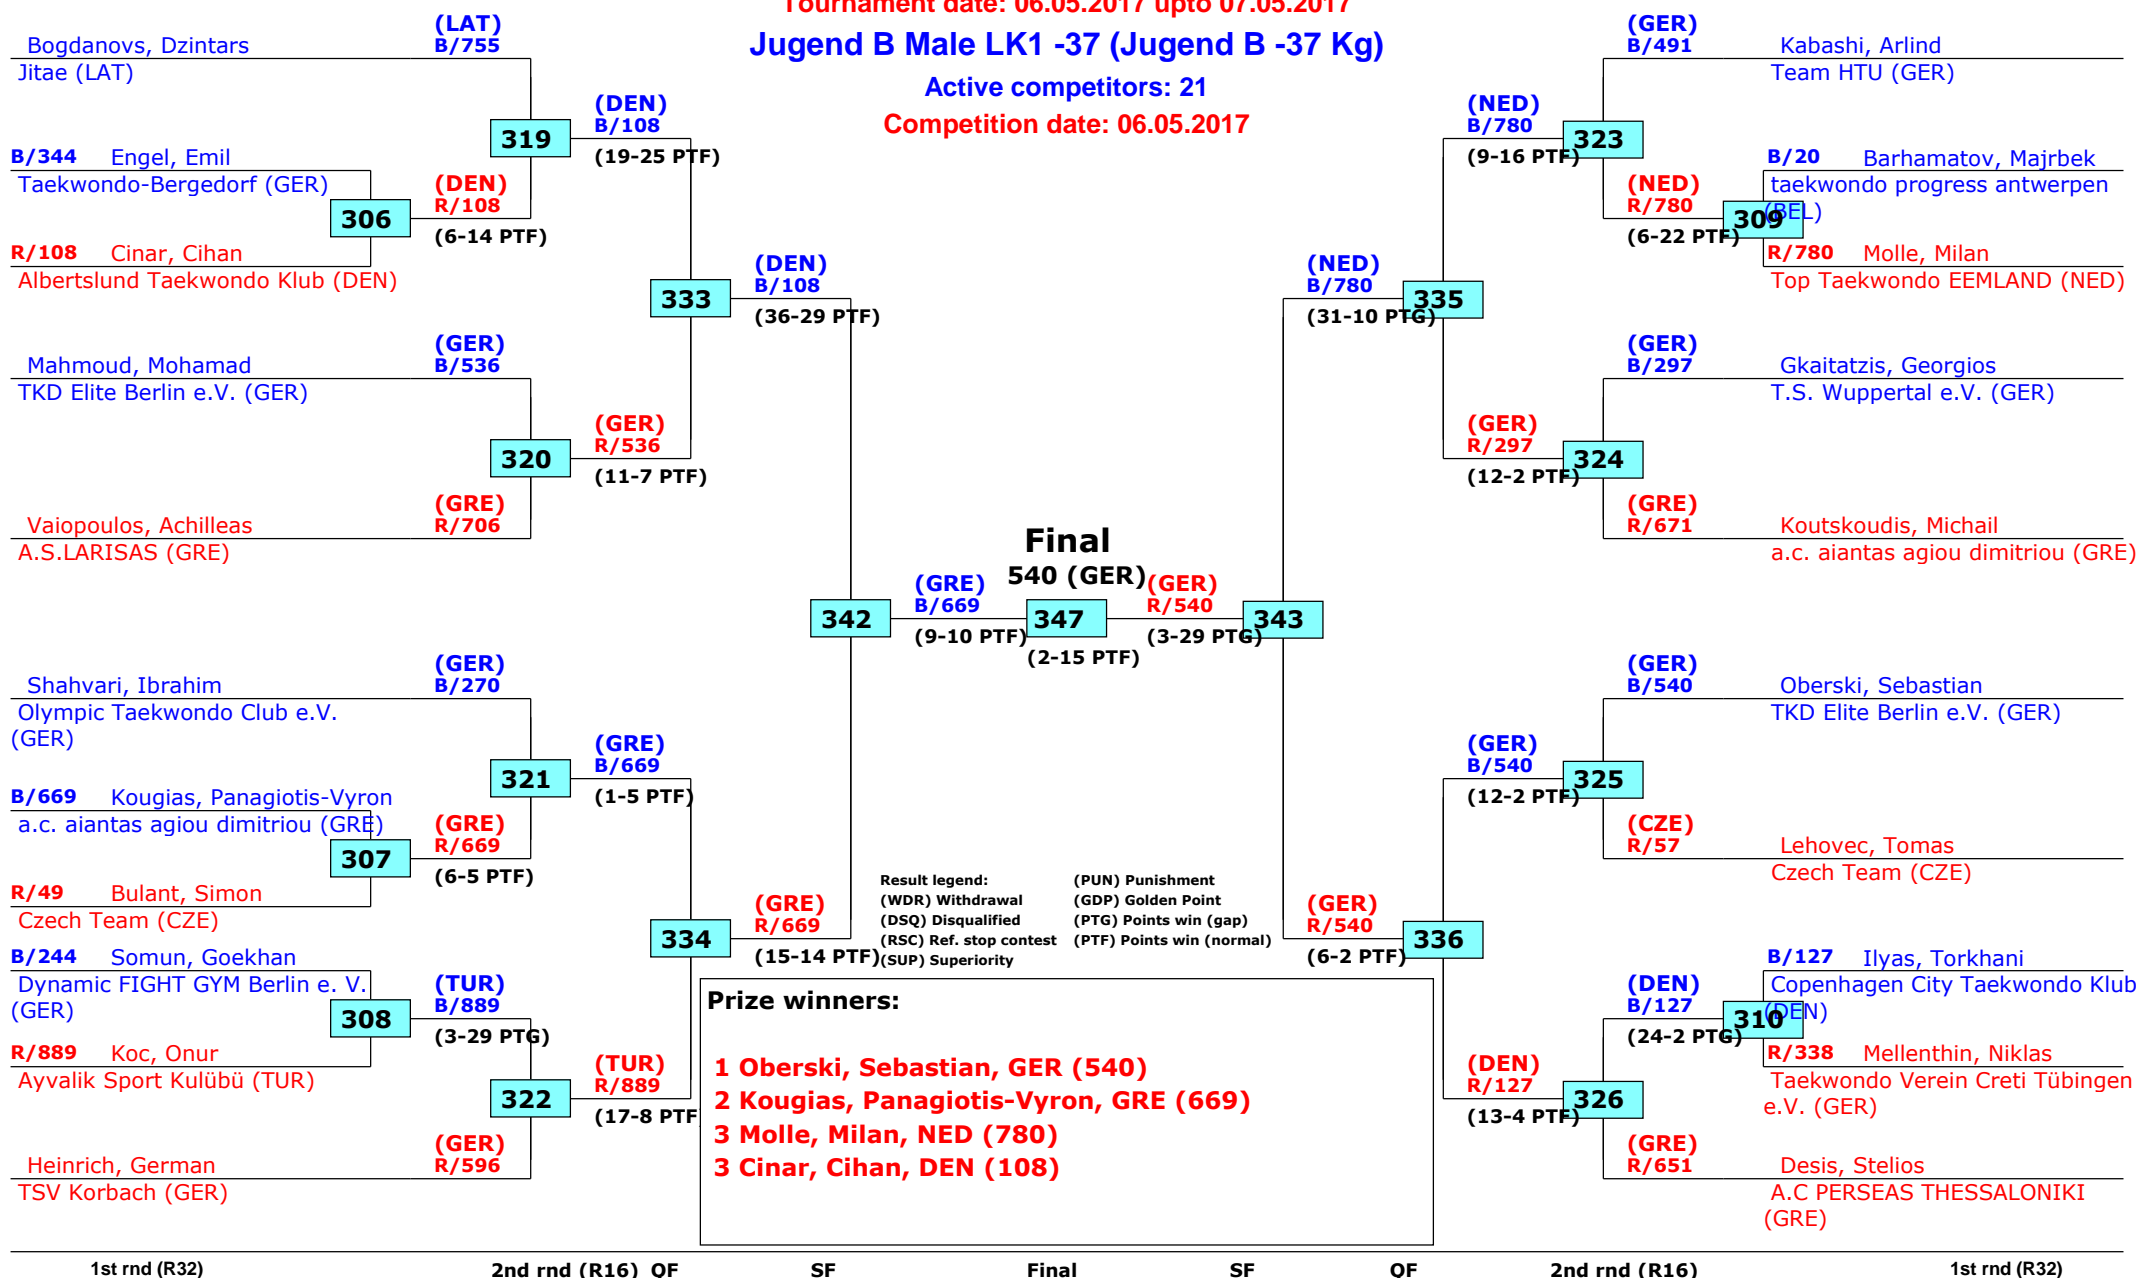 Tournament date: 06.05.2017 upto 07.05.2017
Jugend B Male LK1 -37 (Jugend B -37 Kg)
Active competitors: 21
Competition date: 06.05.2017
Bogdanovs, Dzintars
Jitae (LAT)
(LAT)
B/755
B/344 Engel, Emil
Taekwondo-Bergedorf (GER)
306
R/108 Cinar, Cihan
Albertslund Taekwondo Klub (DEN)
(DEN)
R/108
(6-14 PTF)
319
(DEN)
B/108
(19-25 PTF)
Mahmoud, Mohamad
TKD Elite Berlin e.V. (GER)
(GER)
B/536
Vaiopoulos, Achilleas
A.S.LARISAS (GRE)
(GRE)
R/706
320
(GER)
R/536
(11-7 PTF)
333
(DEN)
B/108
(36-29 PTF)
Shahvari, Ibrahim
Olympic Taekwondo Club e.V.
(GER)
(GER)
B/270
B/669 Kougias, Panagiotis-Vyron
a.c. aiantas agiou dimitriou (GRE)
307
R/49 Bulant, Simon
Czech Team (CZE)
(GRE)
R/669
(6-5 PTF)
321
(GRE)
B/669
(1-5 PTF)
B/244 Somun, Goekhan
Dynamic FIGHT GYM Berlin e. V.
(GER)
308
R/889 Koc, Onur
Ayvalik Sport Kulübü (TUR)
(TUR)
B/889
(3-29 PTG)
Heinrich, German
TSV Korbach (GER)
(GER)
R/596
322
(TUR)
R/889
(17-8 PTF
334
(GRE)
R/669
(15-14 PTF)
342
(GRE)
B/669
(9-10 PTF)
Final
540 (GER)
347
(2-15 PTF)
(GER)
R/540
(3-29 PTG)
343
(NED)
B/780
(31-10 PTG)
335
(NED)
B/780
(9-16 PTF)
323
(GER)
B/491
Kabashi, Arlind
Team HTU (GER)
(NED)
R/780
(6-22 PTF)
309
B/20 Barhamatov, Majrbek
taekwondo progress antwerpen
(BEL)
R/780 Molle, Milan
Top Taekwondo EEMLAND (NED)
(GER)
R/297
(12-2 PTF)
324
(GER)
B/297
Gkaitatzis, Georgios
T.S. Wuppertal e.V. (GER)
(GRE)
R/671
Koutskoudis, Michail
a.c. aiantas agiou dimitriou (GRE)
(GER)
R/540
(6-2 PTF)
336
(GER)
B/540
(12-2 PTF)
325
(GER)
B/540
Oberski, Sebastian
TKD Elite Berlin e.V. (GER)
(CZE)
R/57
Lehovec, Tomas
Czech Team (CZE)
(DEN)
R/127
(13-4 PTF)
326
(DEN)
B/127
(24-2 PTG)
310
B/127 Ilyas, Torkhani
Copenhagen City Taekwondo Klub
(DEN)
R/338 Mellenthin, Niklas
Taekwondo Verein Creti Tübingen
e.V. (GER)
(GRE)
R/651
Desis, Stelios
A.C PERSEAS THESSALONIKI
(GRE)
Result legend: (PUN) Punishment
(WDR) Withdrawal (GDP) Golden Point
(DSQ) Disqualified (PTG) Points win (gap)
(RSC) Ref. stop contest (PTF) Points win (normal)
(SUP) Superiority
Prize winners:
1 Oberski, Sebastian, GER (540)
2 Kougias, Panagiotis-Vyron, GRE (669)
3 Molle, Milan, NED (780)
3 Cinar, Cihan, DEN (108)
1st rnd (R32) 2nd rnd (R16) QF SF Final SF QF 2nd rnd (R16) 1st rnd (R32)